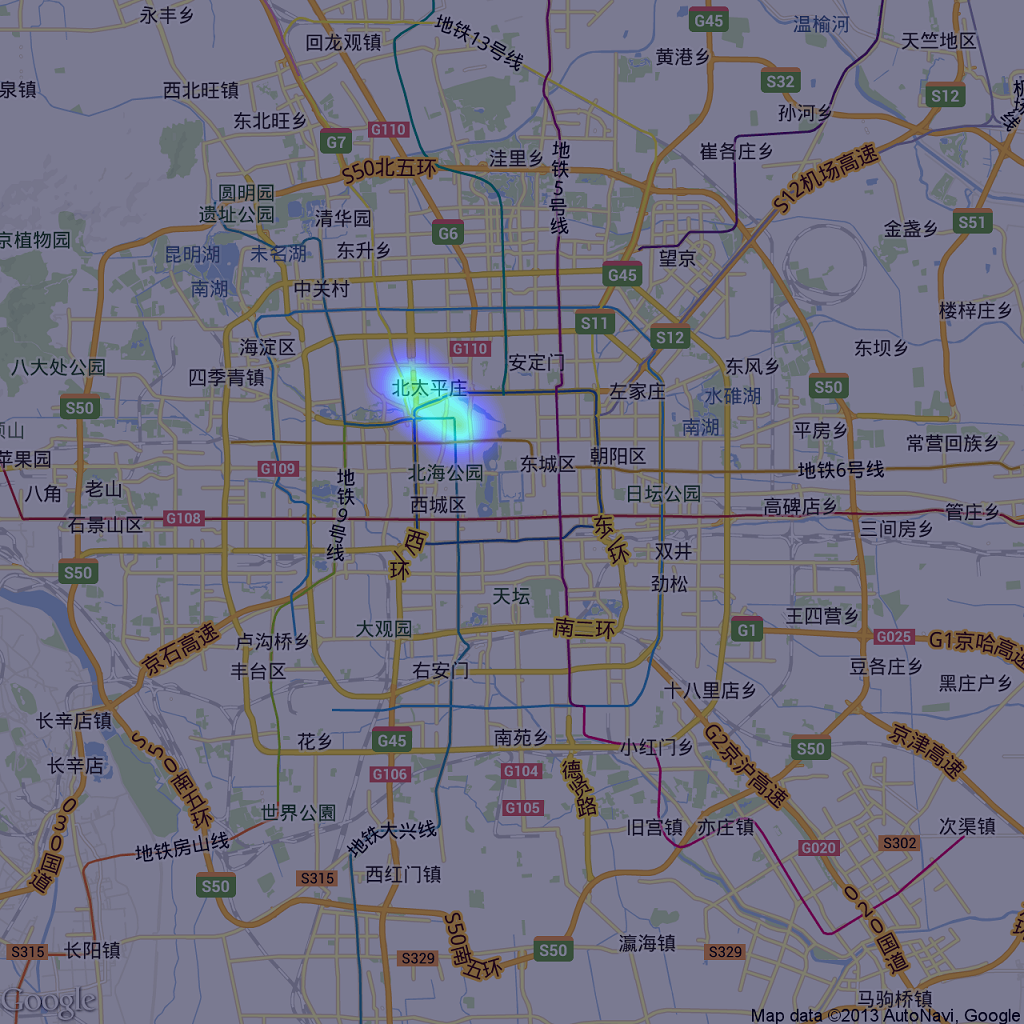 永丰乡
地铁13号线
G45
温榆河
回龙观镇
天竺地区
黄港乡
S32
泉镇
西北旺镇
S12
机场线
东北旺乡
G110
孙河乡
G7
地铁5号线
洼里乡
崔各庄乡
S50北五环
S12机场高速
圆明园
遗址公园
清华园
S51
京植物园
东升乡
G6
金盏乡
昆明湖
未名湖
望京
G45
南湖
中关村
楼梓庄乡
S11
S12
海淀区
G110
安定门
东坝乡
八大处公园
四季青镇
北太平庄
左家庄
东风乡
水碓湖
S50
S50
南湖
平房乡
顶山
常营回族乡
苹果园
G109
北海公园
东城区
朝阳区
地铁6号线
八角
老山
地铁9号线
西城区
日坛公园
高碑店乡
管庄乡
石景山区
G108
三间房乡
西二环
东二环
双井
S50
劲松
天坛
王四营乡
大观园
南二环
G1
G025
G1京哈高速
京石高速
卢沟桥乡
丰台区
右安门
豆各庄乡
黑庄户乡
十八里店乡
长辛店镇
花乡
G45
南苑乡
小红门乡
G2京沪高速
S50
京津高速
长辛店
S50南五环
G106
G104
德贤路
030国道
G105
世界公園
地铁房山线
地铁大兴线
旧宫镇
亦庄镇
次渠镇
G020
S302
S50
S315
西红门镇
020国道
S50南五环
S315
长阳镇
S329
S50
瀛海镇
S329
Google
马驹桥镇
Map data ©2013 AutoNavi, Google